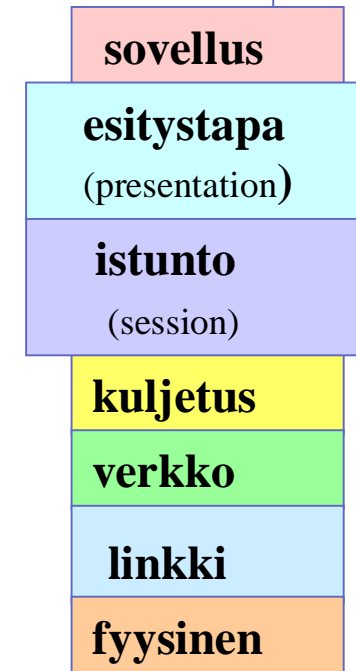 sovellus
esitystapa
(presentation)
istunto
(session)
kuljetus
verkko
linkki
fyysinen